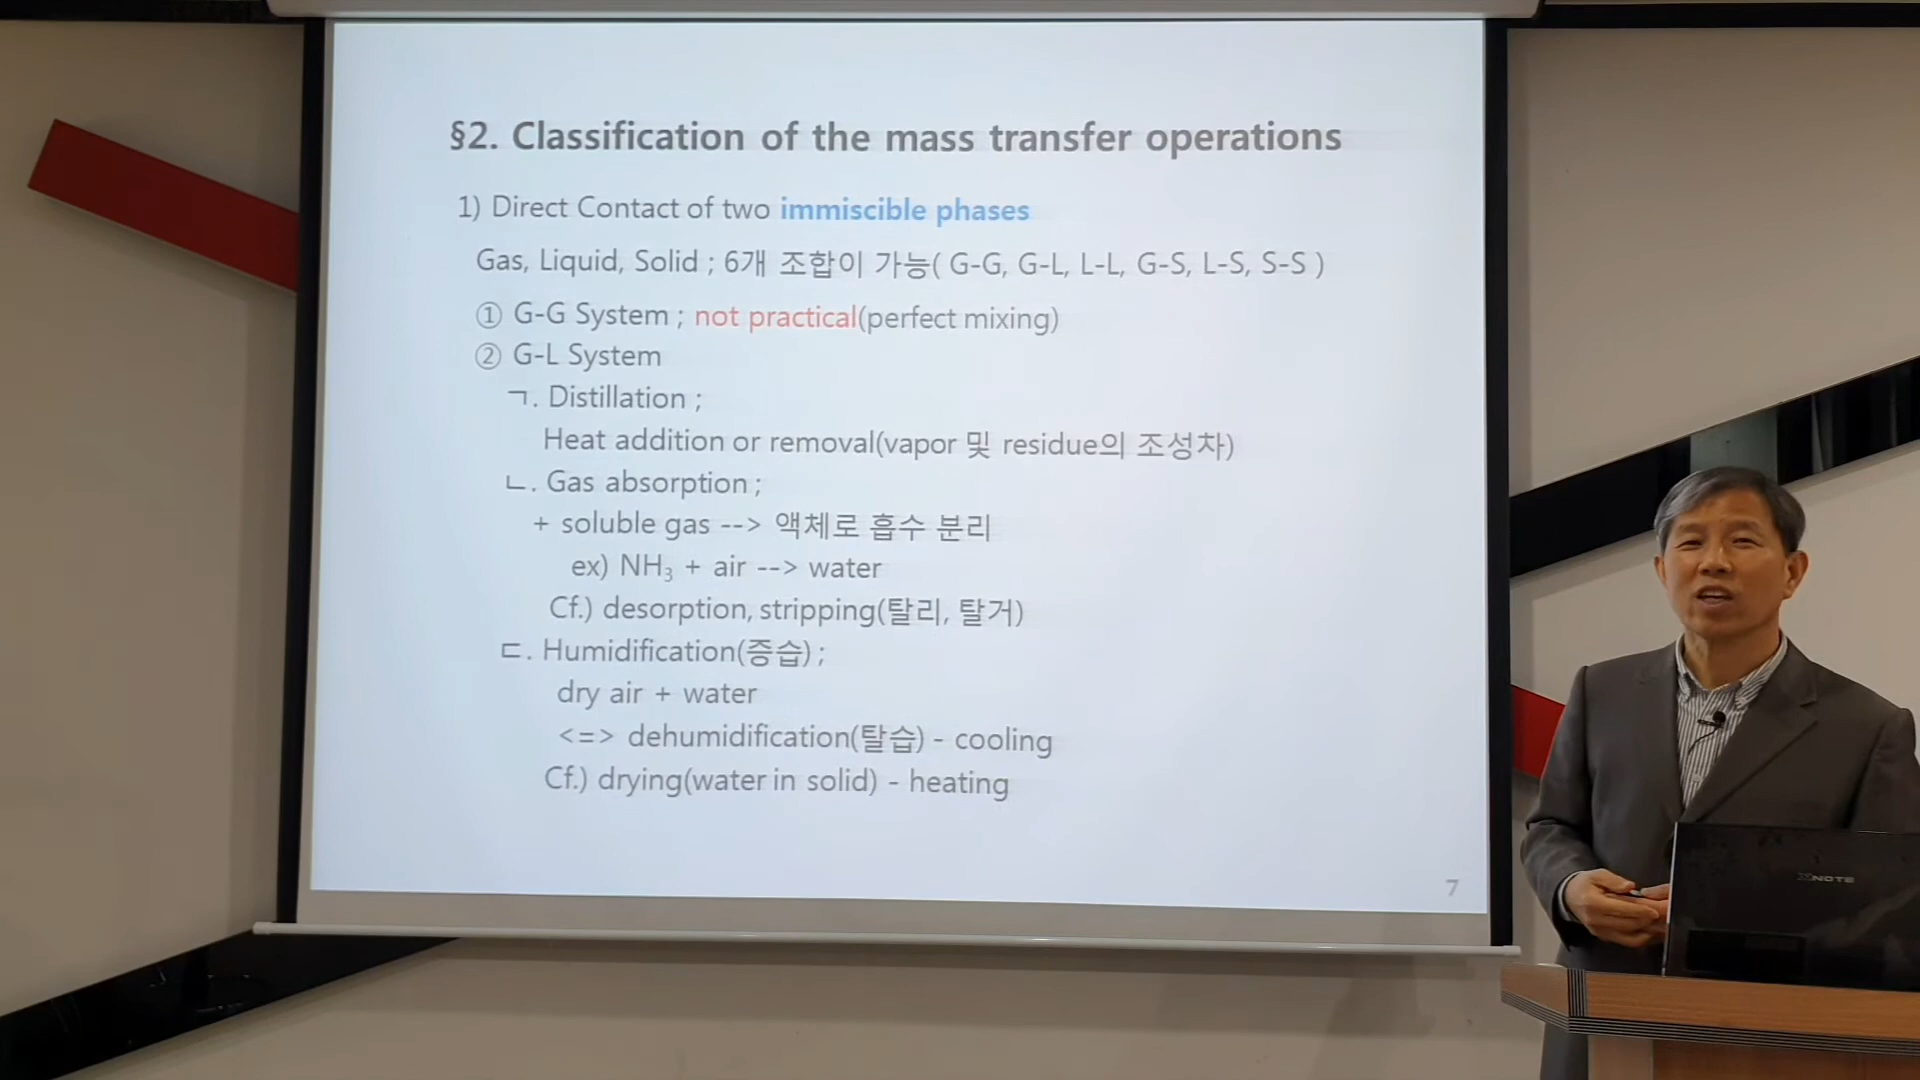 §2. Classification of the mass transfer operations
1) Direct Contact of two immiscible phases
Gas, Liquid, Solid ; 6개 조합이 가능( G-G, G-L, L-L, G-S, L-S, S-S )
① G-G System ; not practical(perfect mixing)
② G-L System
ㄱ. Distillation ;
Heat addition or removal(vapor 및 residue의 조성차)
ㄴ. Gas absorption ;
+ soluble gas --> 액체로 흡수 분리
ex) NH₃ + air --> water
Cf.) desorption, stripping(탈리, 탈거)
ㄷ. Humidification(증습) ;
dry air + water
<=> dehumidification(탈습) - cooling
Cf.) drying(water in solid) - heating
7
XNOTE